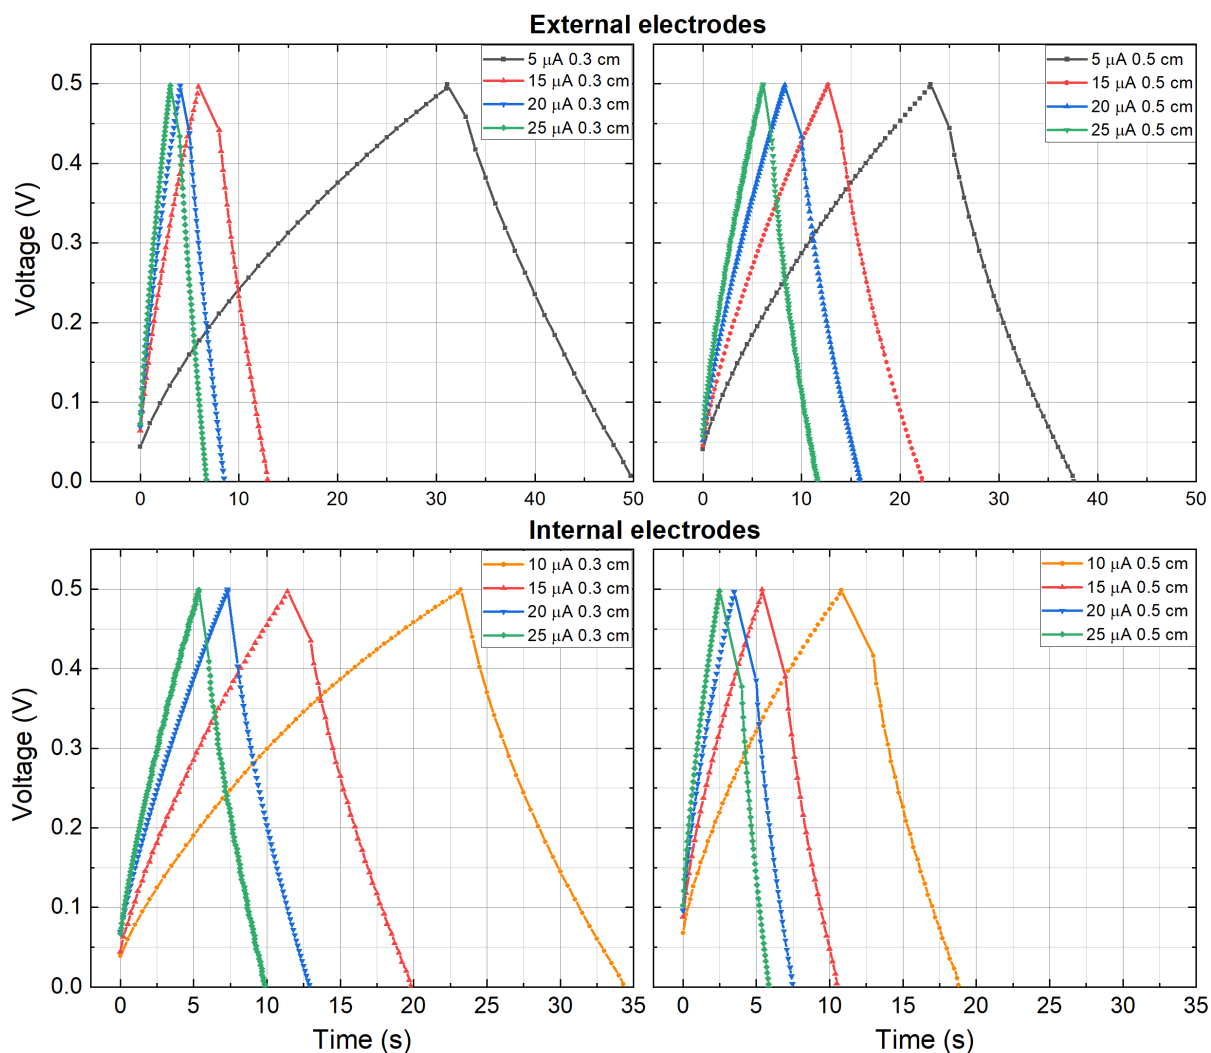 External electrodes
5 μA 0.3 cm
15 μA 0.3 cm
20 μA 0.3 cm
25 μA 0.3 cm
5 μA 0.5 cm
15 μA 0.5 cm
20 μA 0.5 cm
25 μA 0.5 cm
Voltage (V)
0.5
0.4
0.3
0.2
0.1
0.0
0 10 20 30 40 50
0 10 20 30 40 50
Internal electrodes
10 μA 0.3 cm
15 μA 0.3 cm
20 μA 0.3 cm
25 μA 0.3 cm
10 μA 0.5 cm
15 μA 0.5 cm
20 μA 0.5 cm
25 μA 0.5 cm
Voltage (V)
0.5
0.4
0.3
0.2
0.1
0.0
0 5 10 15 20 25 30 35
0 5 10 15 20 25 30 35
Time (s)
Time (s)